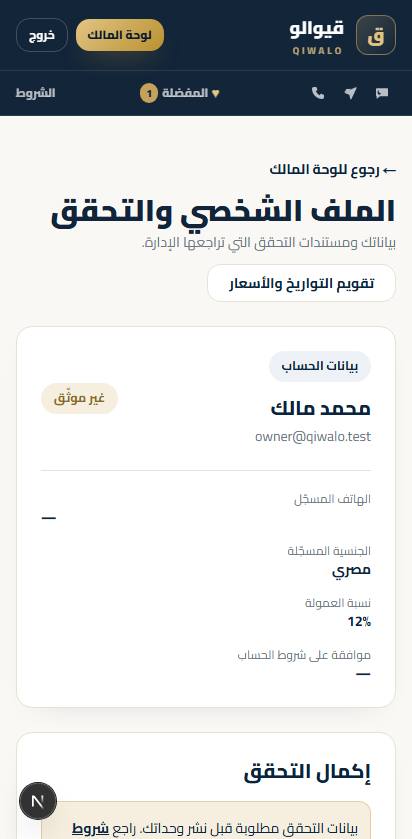 ق
قيوالو
QIWALO
لوحة المالك
خروج
♥ المفضلة 1
الشروط
← رجوع للوحة المالك
الملف الشخصي والتحقق
بياناتك ومستندات التحقق التي تراجعها الإدارة.
تقويم التواريخ والأسعار
بيانات الحساب
محمد مالك
owner@qiwalo.test
غير موثّق
الهاتف المسجّل
—
الجنسية المسجّلة
مصري
نسبة العمولة
12%
موافقة على شروط الحساب
—
إكمال التحقق
بيانات التحقق مطلوبة قبل نشر وحداتك. راجع شروط
N